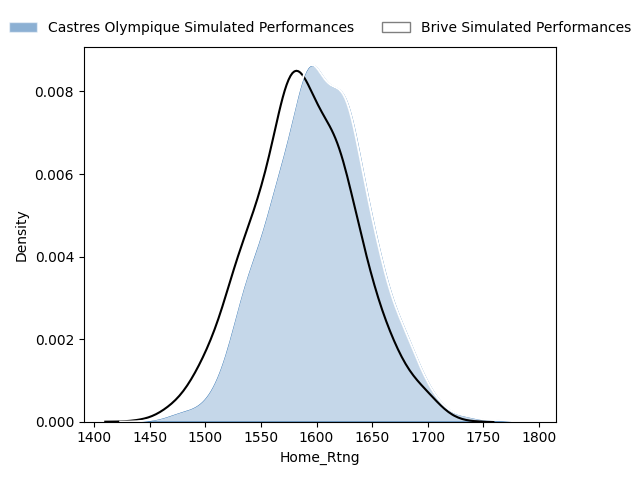 Castres Olympique Simulated Performances Brive Simulated Performances
0.008
0.006
0.004
0.002
0.000
Density
1400 1450 1500 1550 1600 1650 1700 1750 1800
Home_Rtng